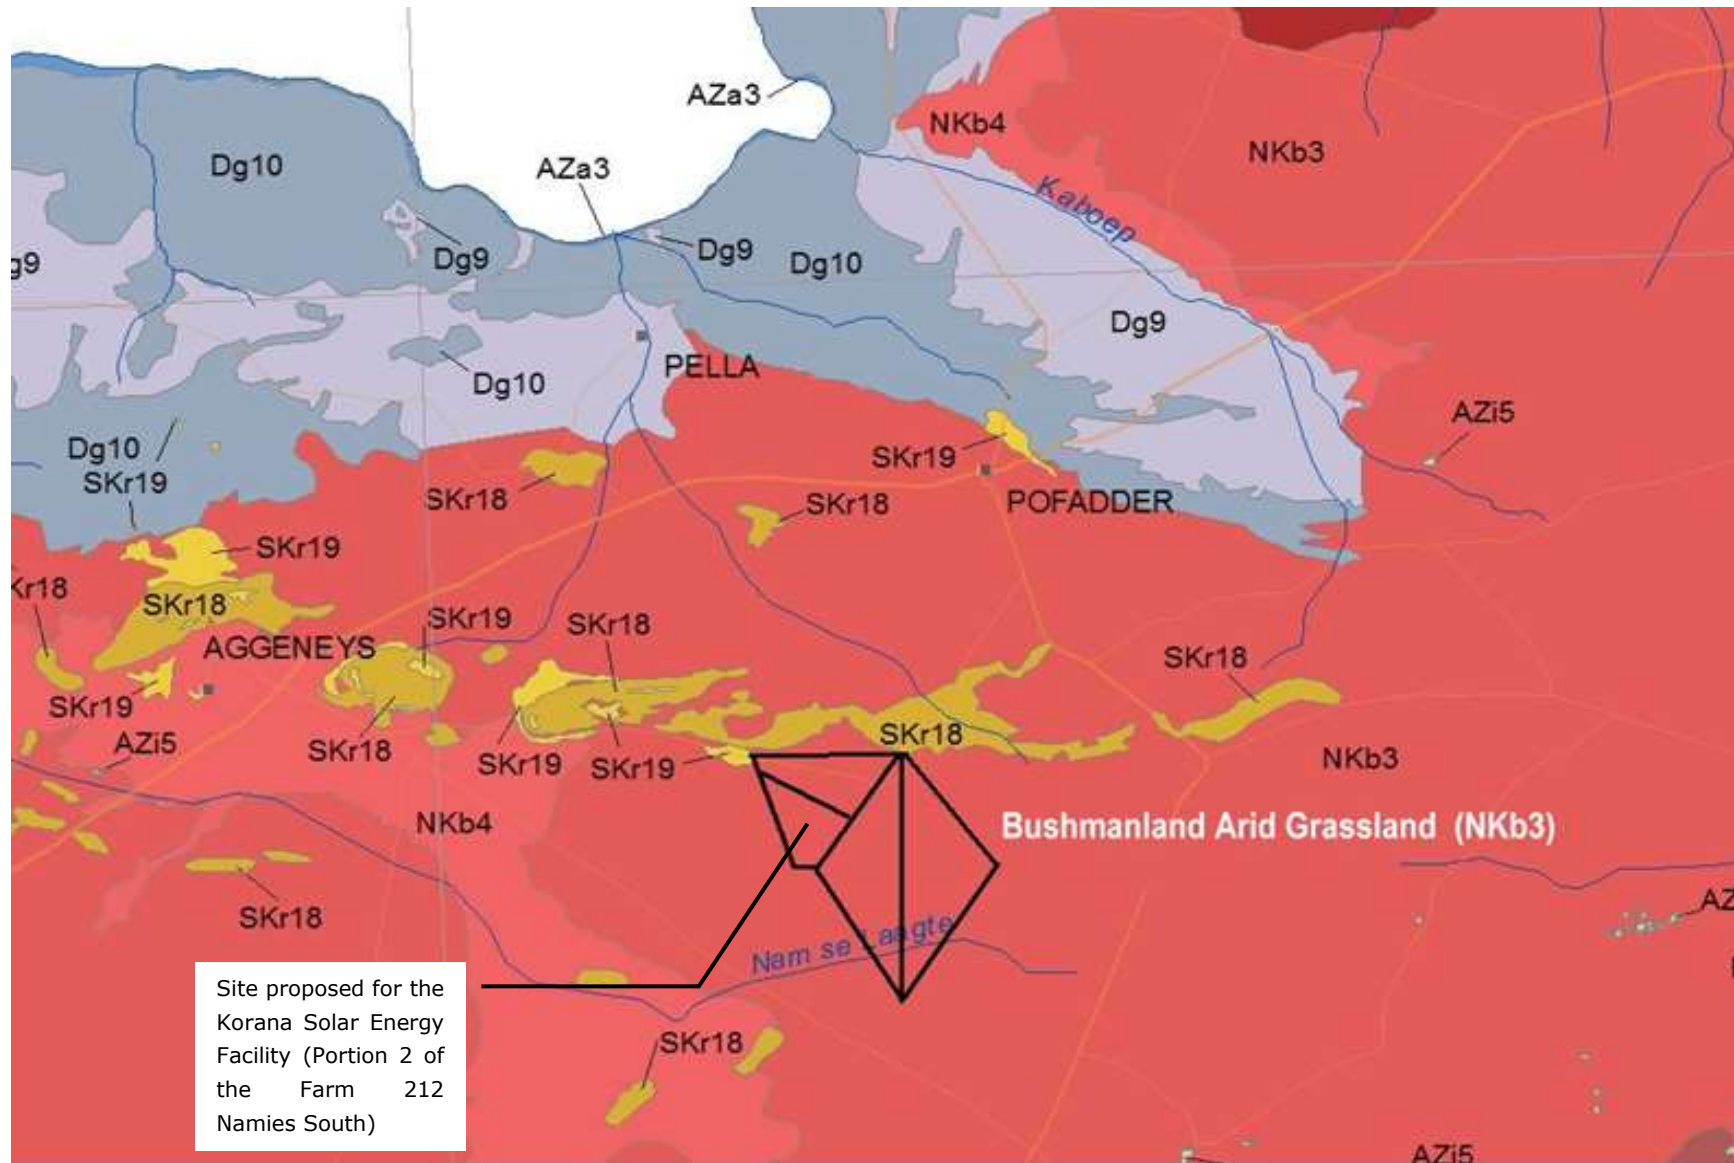 AZa3
NKb4
NKb3
Dg10
AZa3
Kaboep
g9
Dg9
Dg9
Dg10
Dg9
PELLA
Dg10
AZi5
Dg10
SKr19
SKr19
SKr18
SKr18
POFADDER
SKr19
Kr18
SKr18
SKr19
SKr18
AGGENEYS
SKr18
SKr19
AZi5
SKr18
SKr19
SKr19
SKr18
NKb3
NKb4
Bushmanland Arid Grassland (NKb3)
SKr18
AZ
Nam se Laagte
Site proposed for the
Korana Solar Energy
Facility (Portion 2 of
the Farm 212
Namies South)
SKr18
AZi5